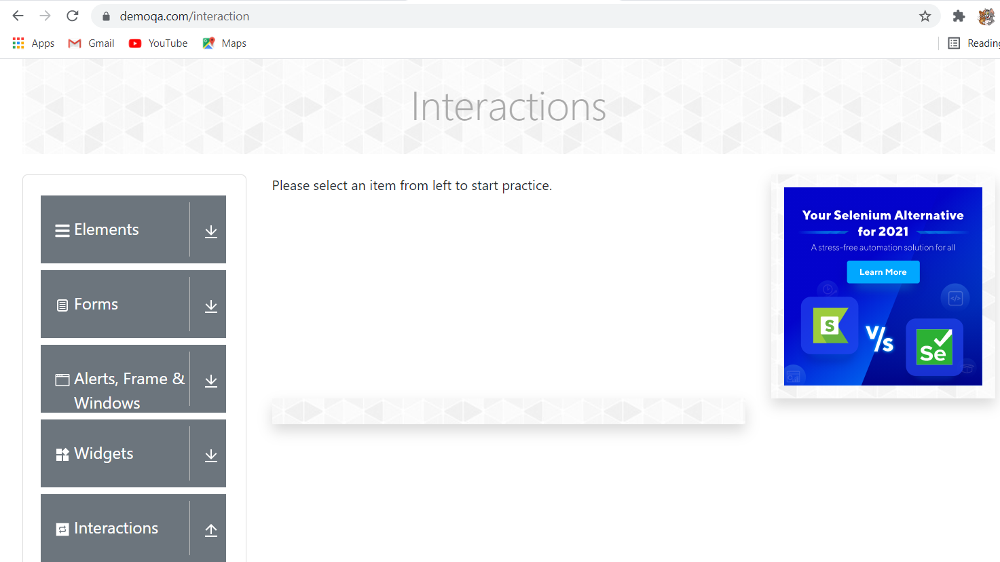 demoqa.com/interaction
Apps
Gmail
YouTube
Maps
Reading
Interactions
Elements
Forms
Alerts, Frame &
Windows
Widgets
Interactions
Please select an item from left to start practice.
Your Selenium Alternative
for 2021
A stress-free automation solution for all
Learn More
S
V/s
Se